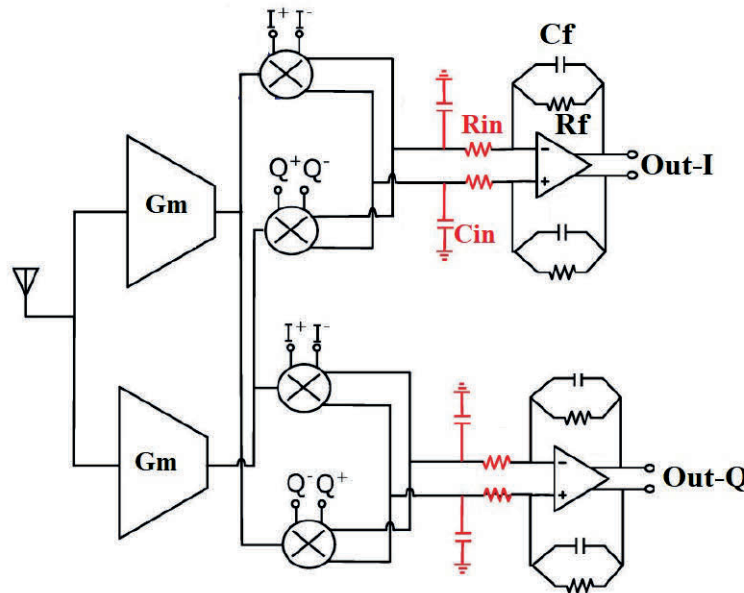 I⁺ I⁻
Cf
Rin
Rf
Gm
Q⁺ Q⁻
Out-I
Cin
I⁺ I⁻
Gm
Q⁻ Q⁺
Out-Q